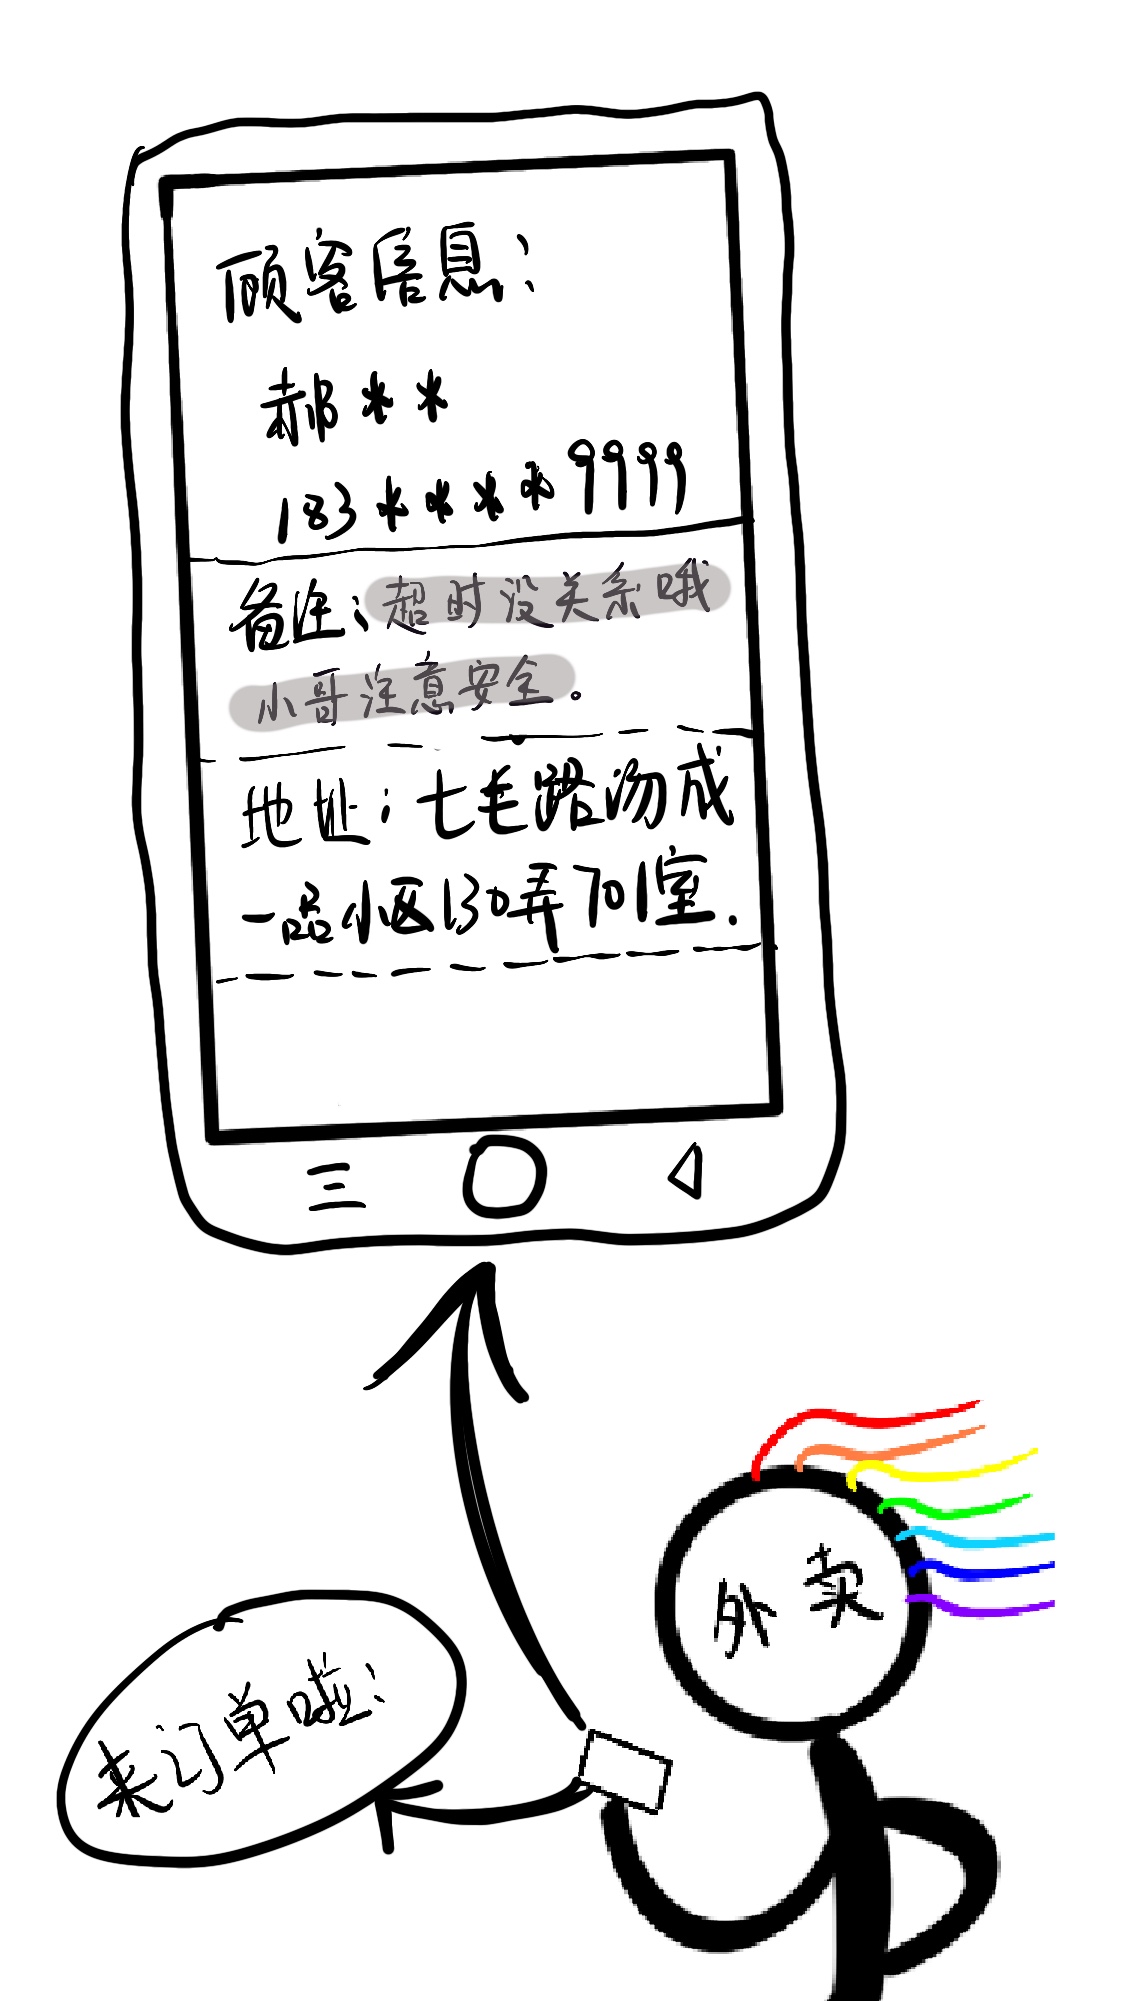 顾客信息:
郝**
183****9999
备注:超时没关系哦
小哥注意安全。
地址:七毛路汤成
一品小区130弄701室.
外卖
来订单啦: